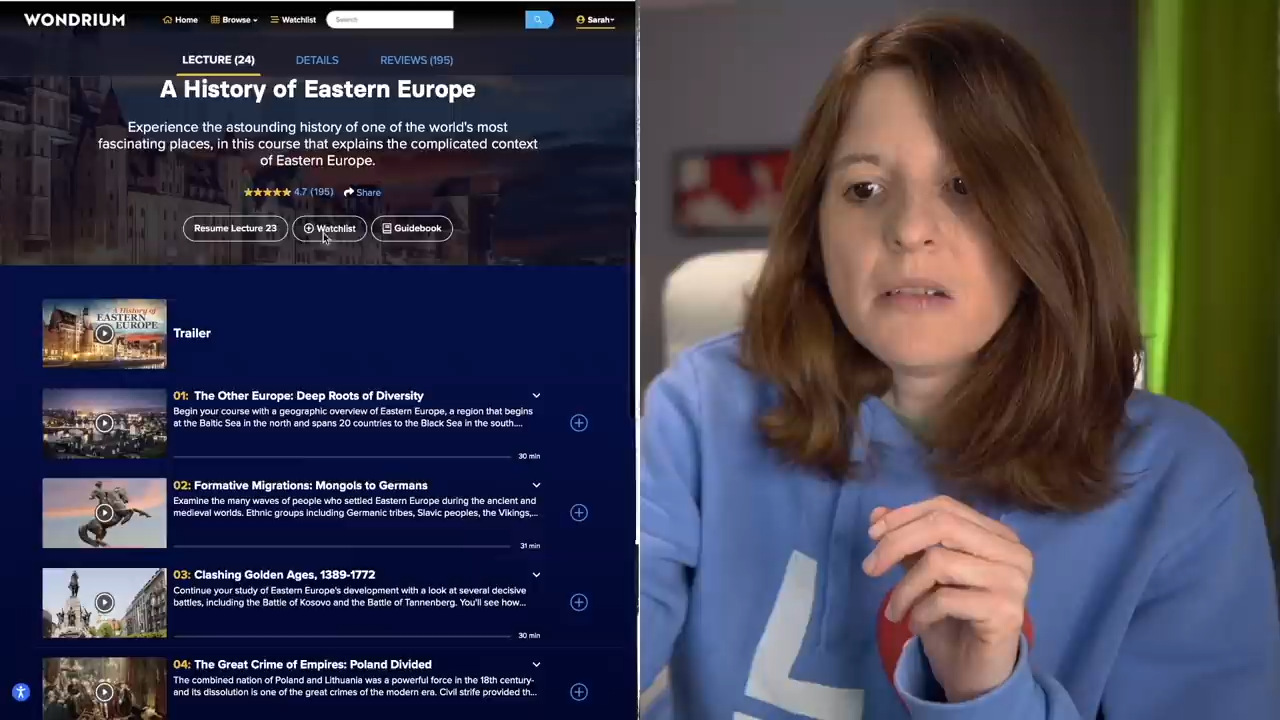 WONDRIUM
Home Browse Watchlist Search Sarah
LECTURE (24) DETAILS REVIEWS (195)
A History of Eastern Europe
Experience the astounding history of one of the world's most
fascinating places, in this course that explains the complicated context
of Eastern Europe.
4.7 (195) Share
Resume Lecture 23 Watchlist Guidebook
A History of
EASTERN
EUROPE
Trailer
01: The Other Europe: Deep Roots of Diversity
Begin your course with a geographic overview of Eastern Europe, a region that begins
at the Baltic Sea in the north and spans 20 countries to the Black Sea in the south....
30 min
02: Formative Migrations: Mongols to Germans
Examine the many waves of people who settled Eastern Europe during the ancient and
medieval worlds. Ethnic groups including Germanic tribes, Slavic peoples, the Vikings,...
31 min
03: Clashing Golden Ages, 1389-1772
Continue your study of Eastern Europe's development with a look at several decisive
battles, including the Battle of Kosovo and the Battle of Tannenberg. You'll see how...
30 min
04: The Great Crime of Empires: Poland Divided
The combined nation of Poland and Lithuania was a powerful force in the 18th century-
and its dissolution is one of the great crimes of the modern era. Civil strife provided th...